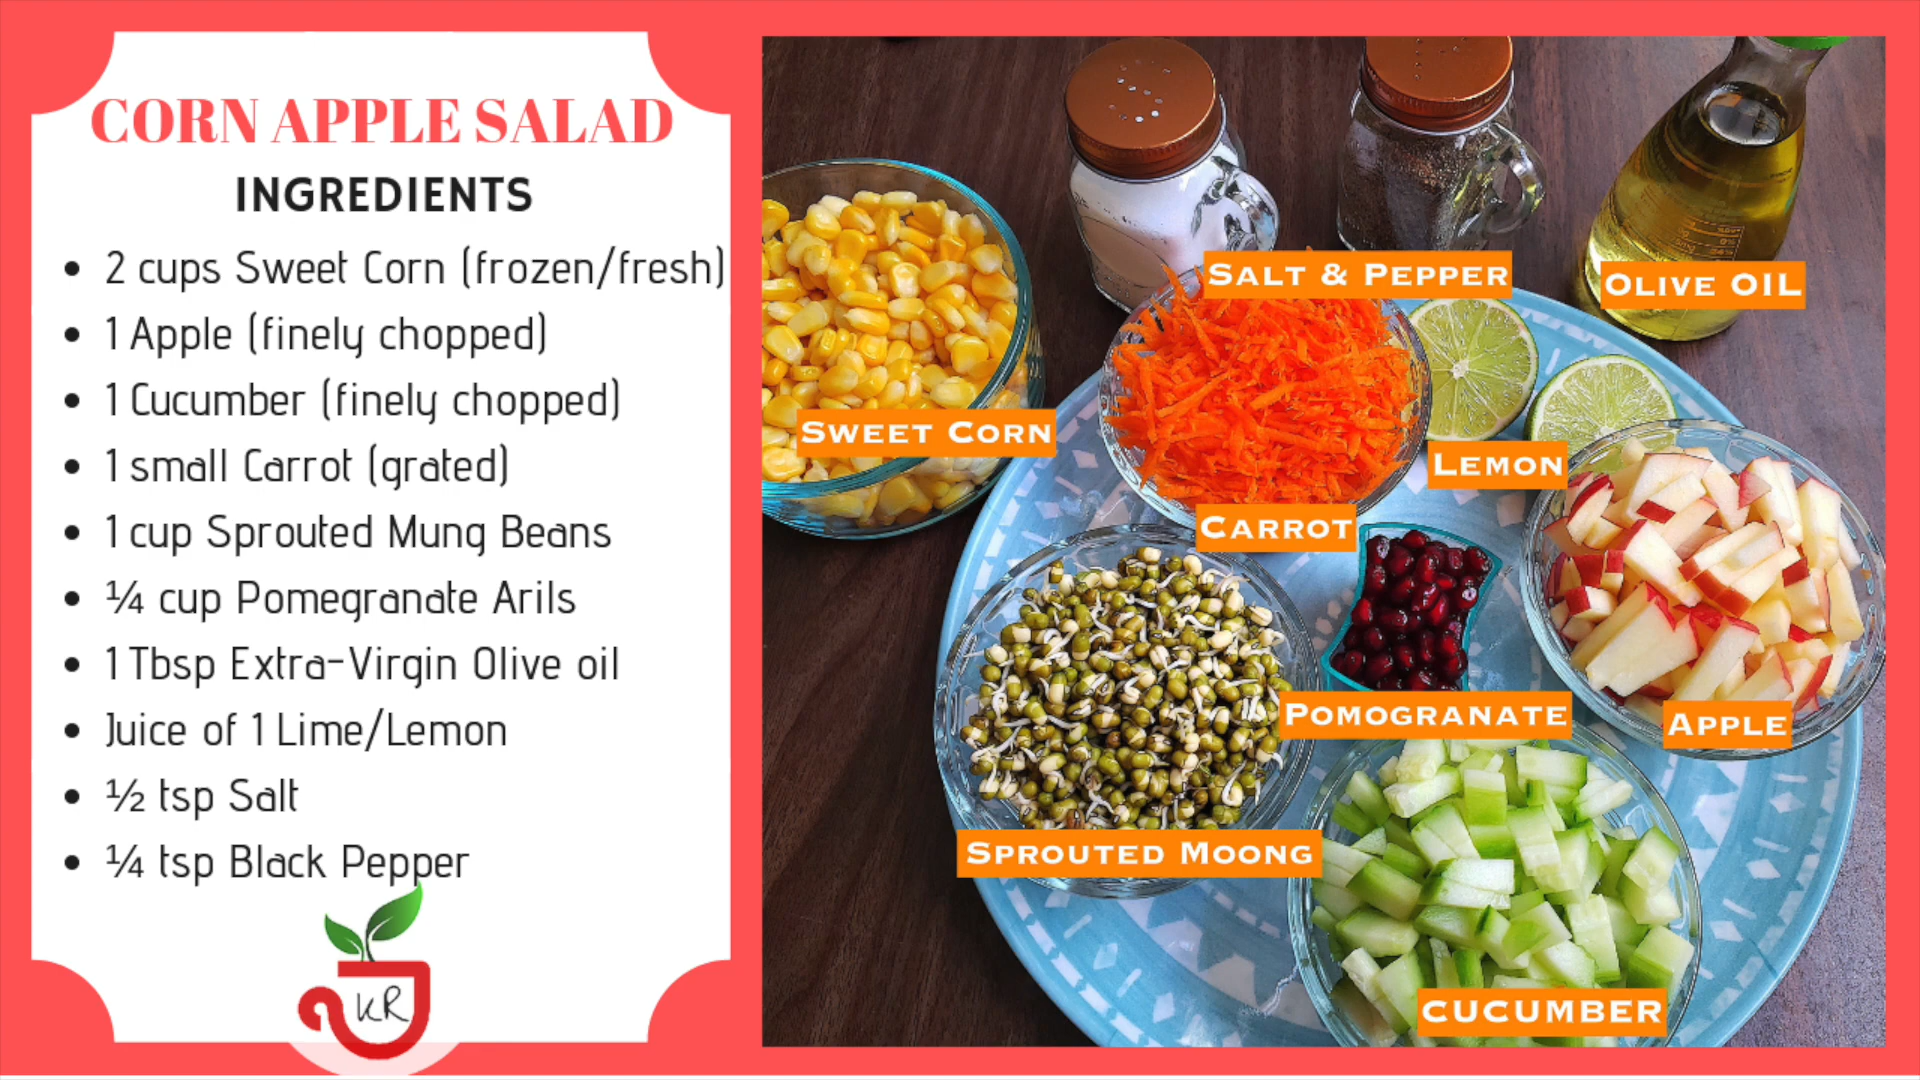 CORN APPLE SALAD
INGREDIENTS
• 2 cups Sweet Corn (frozen/fresh)
• 1 Apple (finely chopped)
• 1 Cucumber (finely chopped)
• 1 small Carrot (grated)
• 1 cup Sprouted Mung Beans
• ¼ cup Pomegranate Arils
• 1 Tbsp Extra-Virgin Olive oil
• Juice of 1 Lime/Lemon
• ½ tsp Salt
• ¼ tsp Black Pepper
KR
SALT & PEPPER
OLIVE OIL
SWEET CORN
LEMON
CARROT
POMOGRANATE
APPLE
SPROUTED MOONG
CUCUMBER